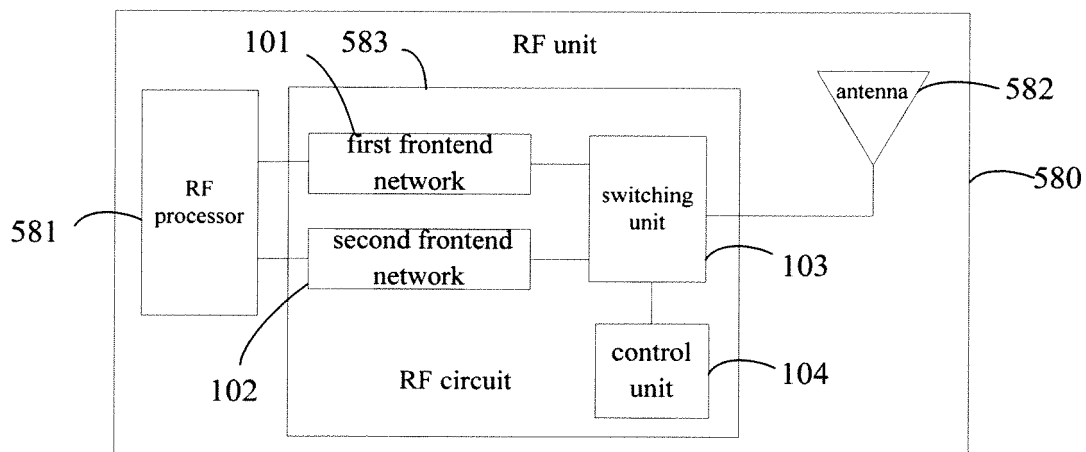 101
583
RF unit
antenna
582
first frontend
network
RF
processor
switching
unit
580
581
second frontend
network
103
102
RF circuit
control
unit
104